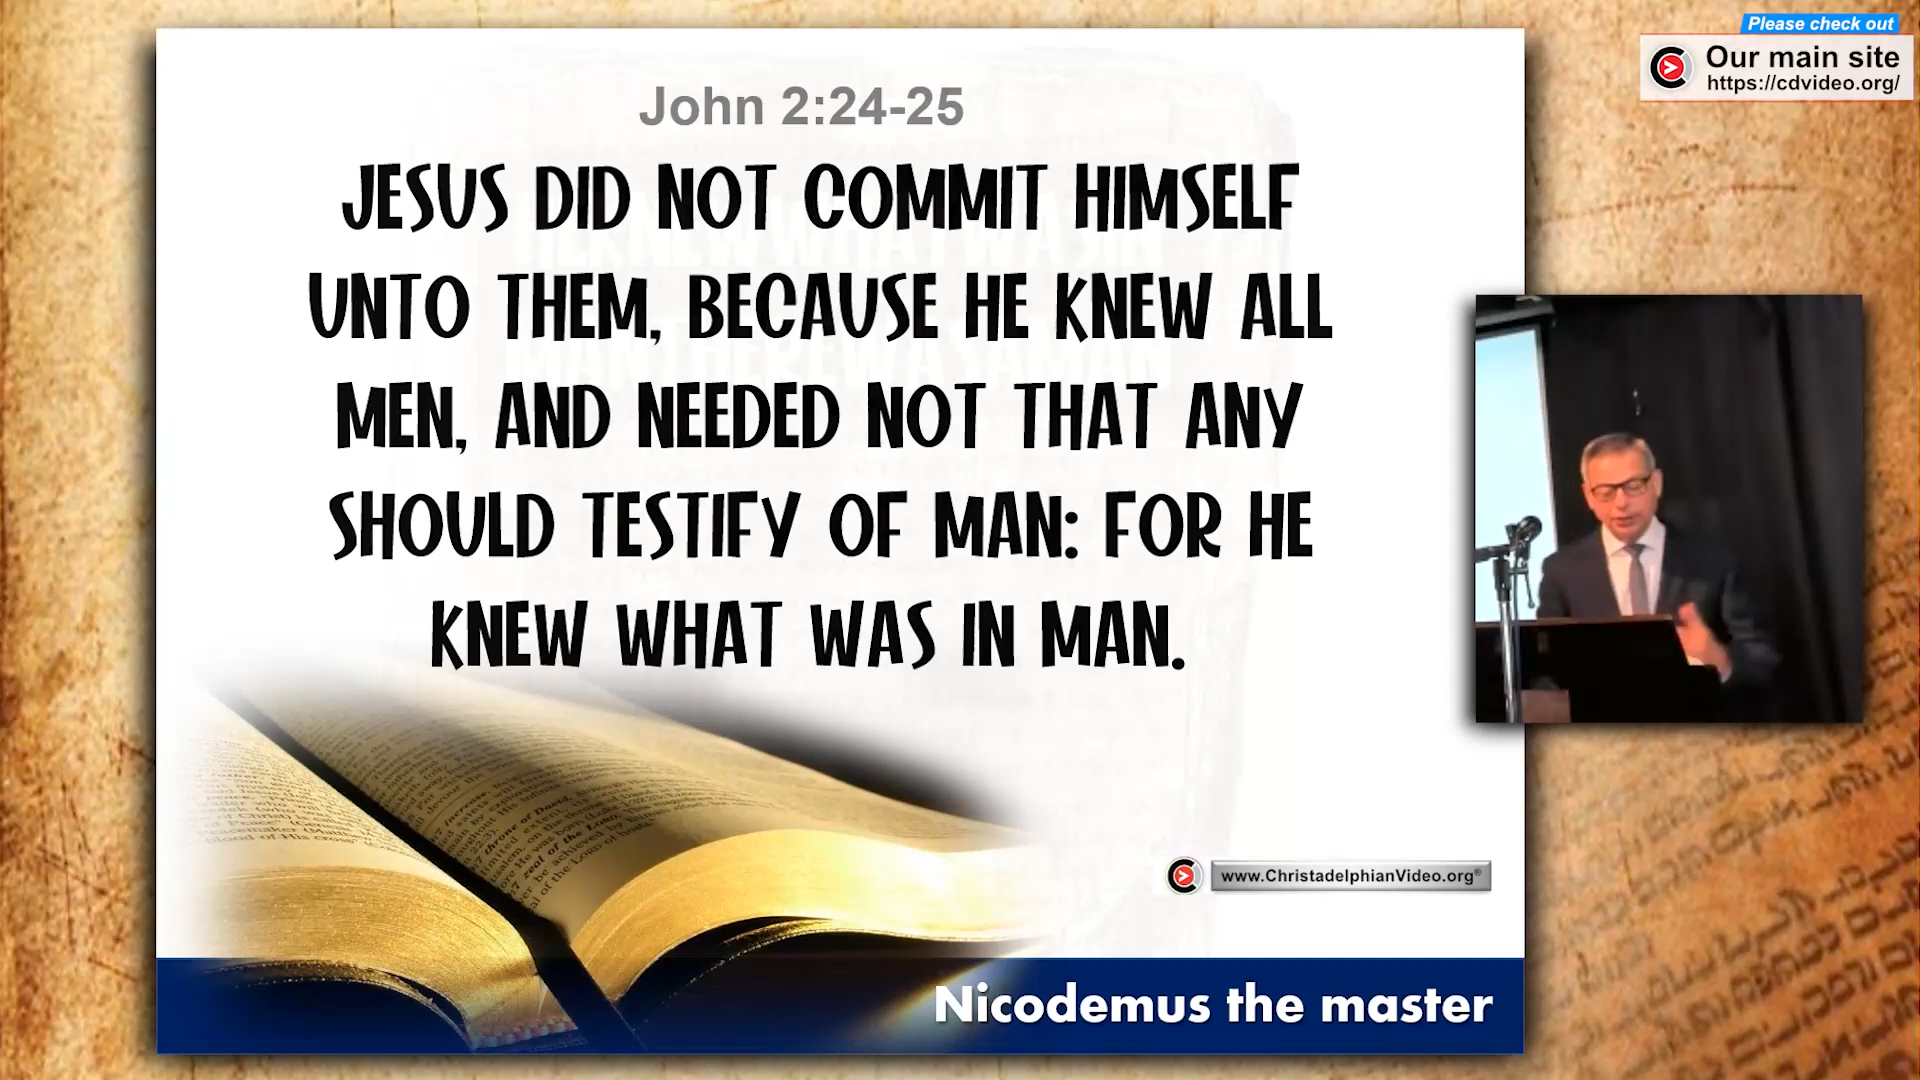 Please check out
Our main site
https://cdvideo.org/
John 2:24-25
JESUS DID NOT COMMIT HIMSELF
UNTO THEM, BECAUSE HE KNEW ALL
MEN, AND NEEDED NOT THAT ANY
SHOULD TESTIFY OF MAN: FOR HE
KNEW WHAT WAS IN MAN.
www.ChristadelphianVideo.org®
Nicodemus the master